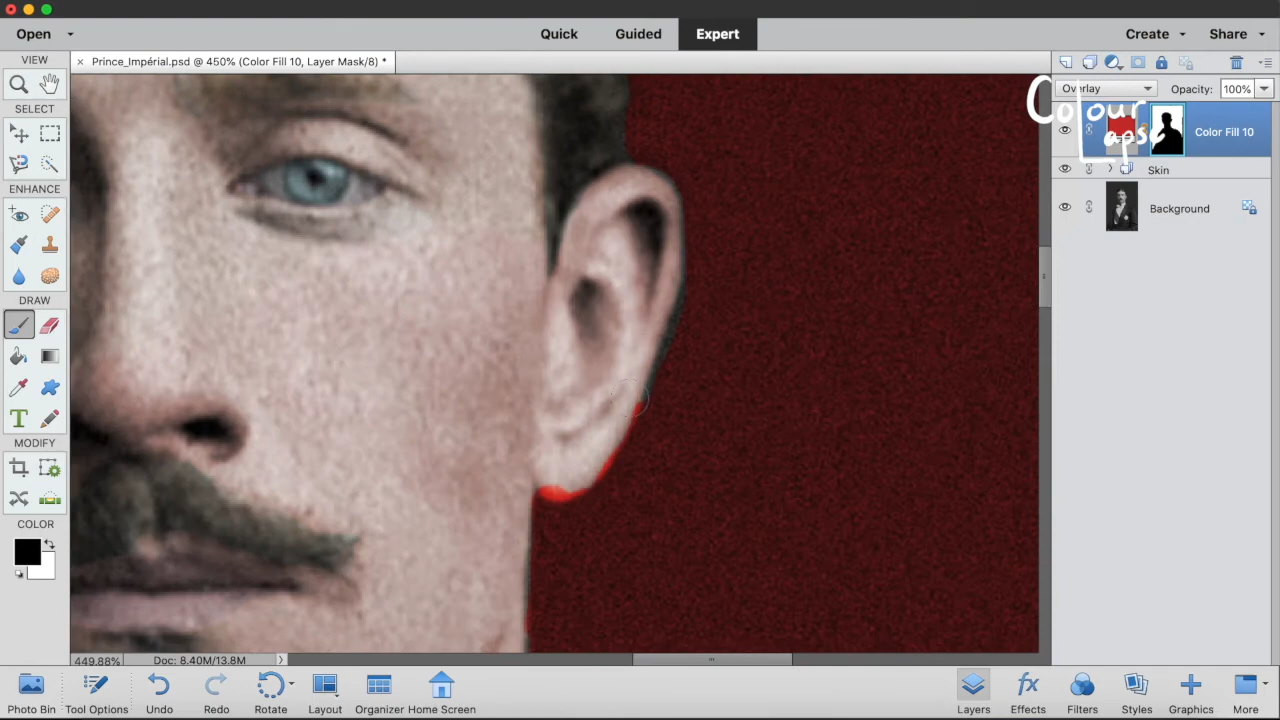 Open
Quick
Guided
Expert
Create
Share
VIEW
× Prince_Impérial.psd @ 450% (Color Fill 10, Layer Mask/8) *
Overlay
Opacity: 100%
Colour
Lapse
SELECT
Color Fill 10
Skin
Background
ENHANCE
DRAW
T
MODIFY
COLOR
449.88%
Doc: 8.40M/13.8M
Photo Bin
Tool Options
Undo
Redo
Rotate
Layout
Organizer
Home Screen
Layers
fx
Effects
Filters
Styles
Graphics
More